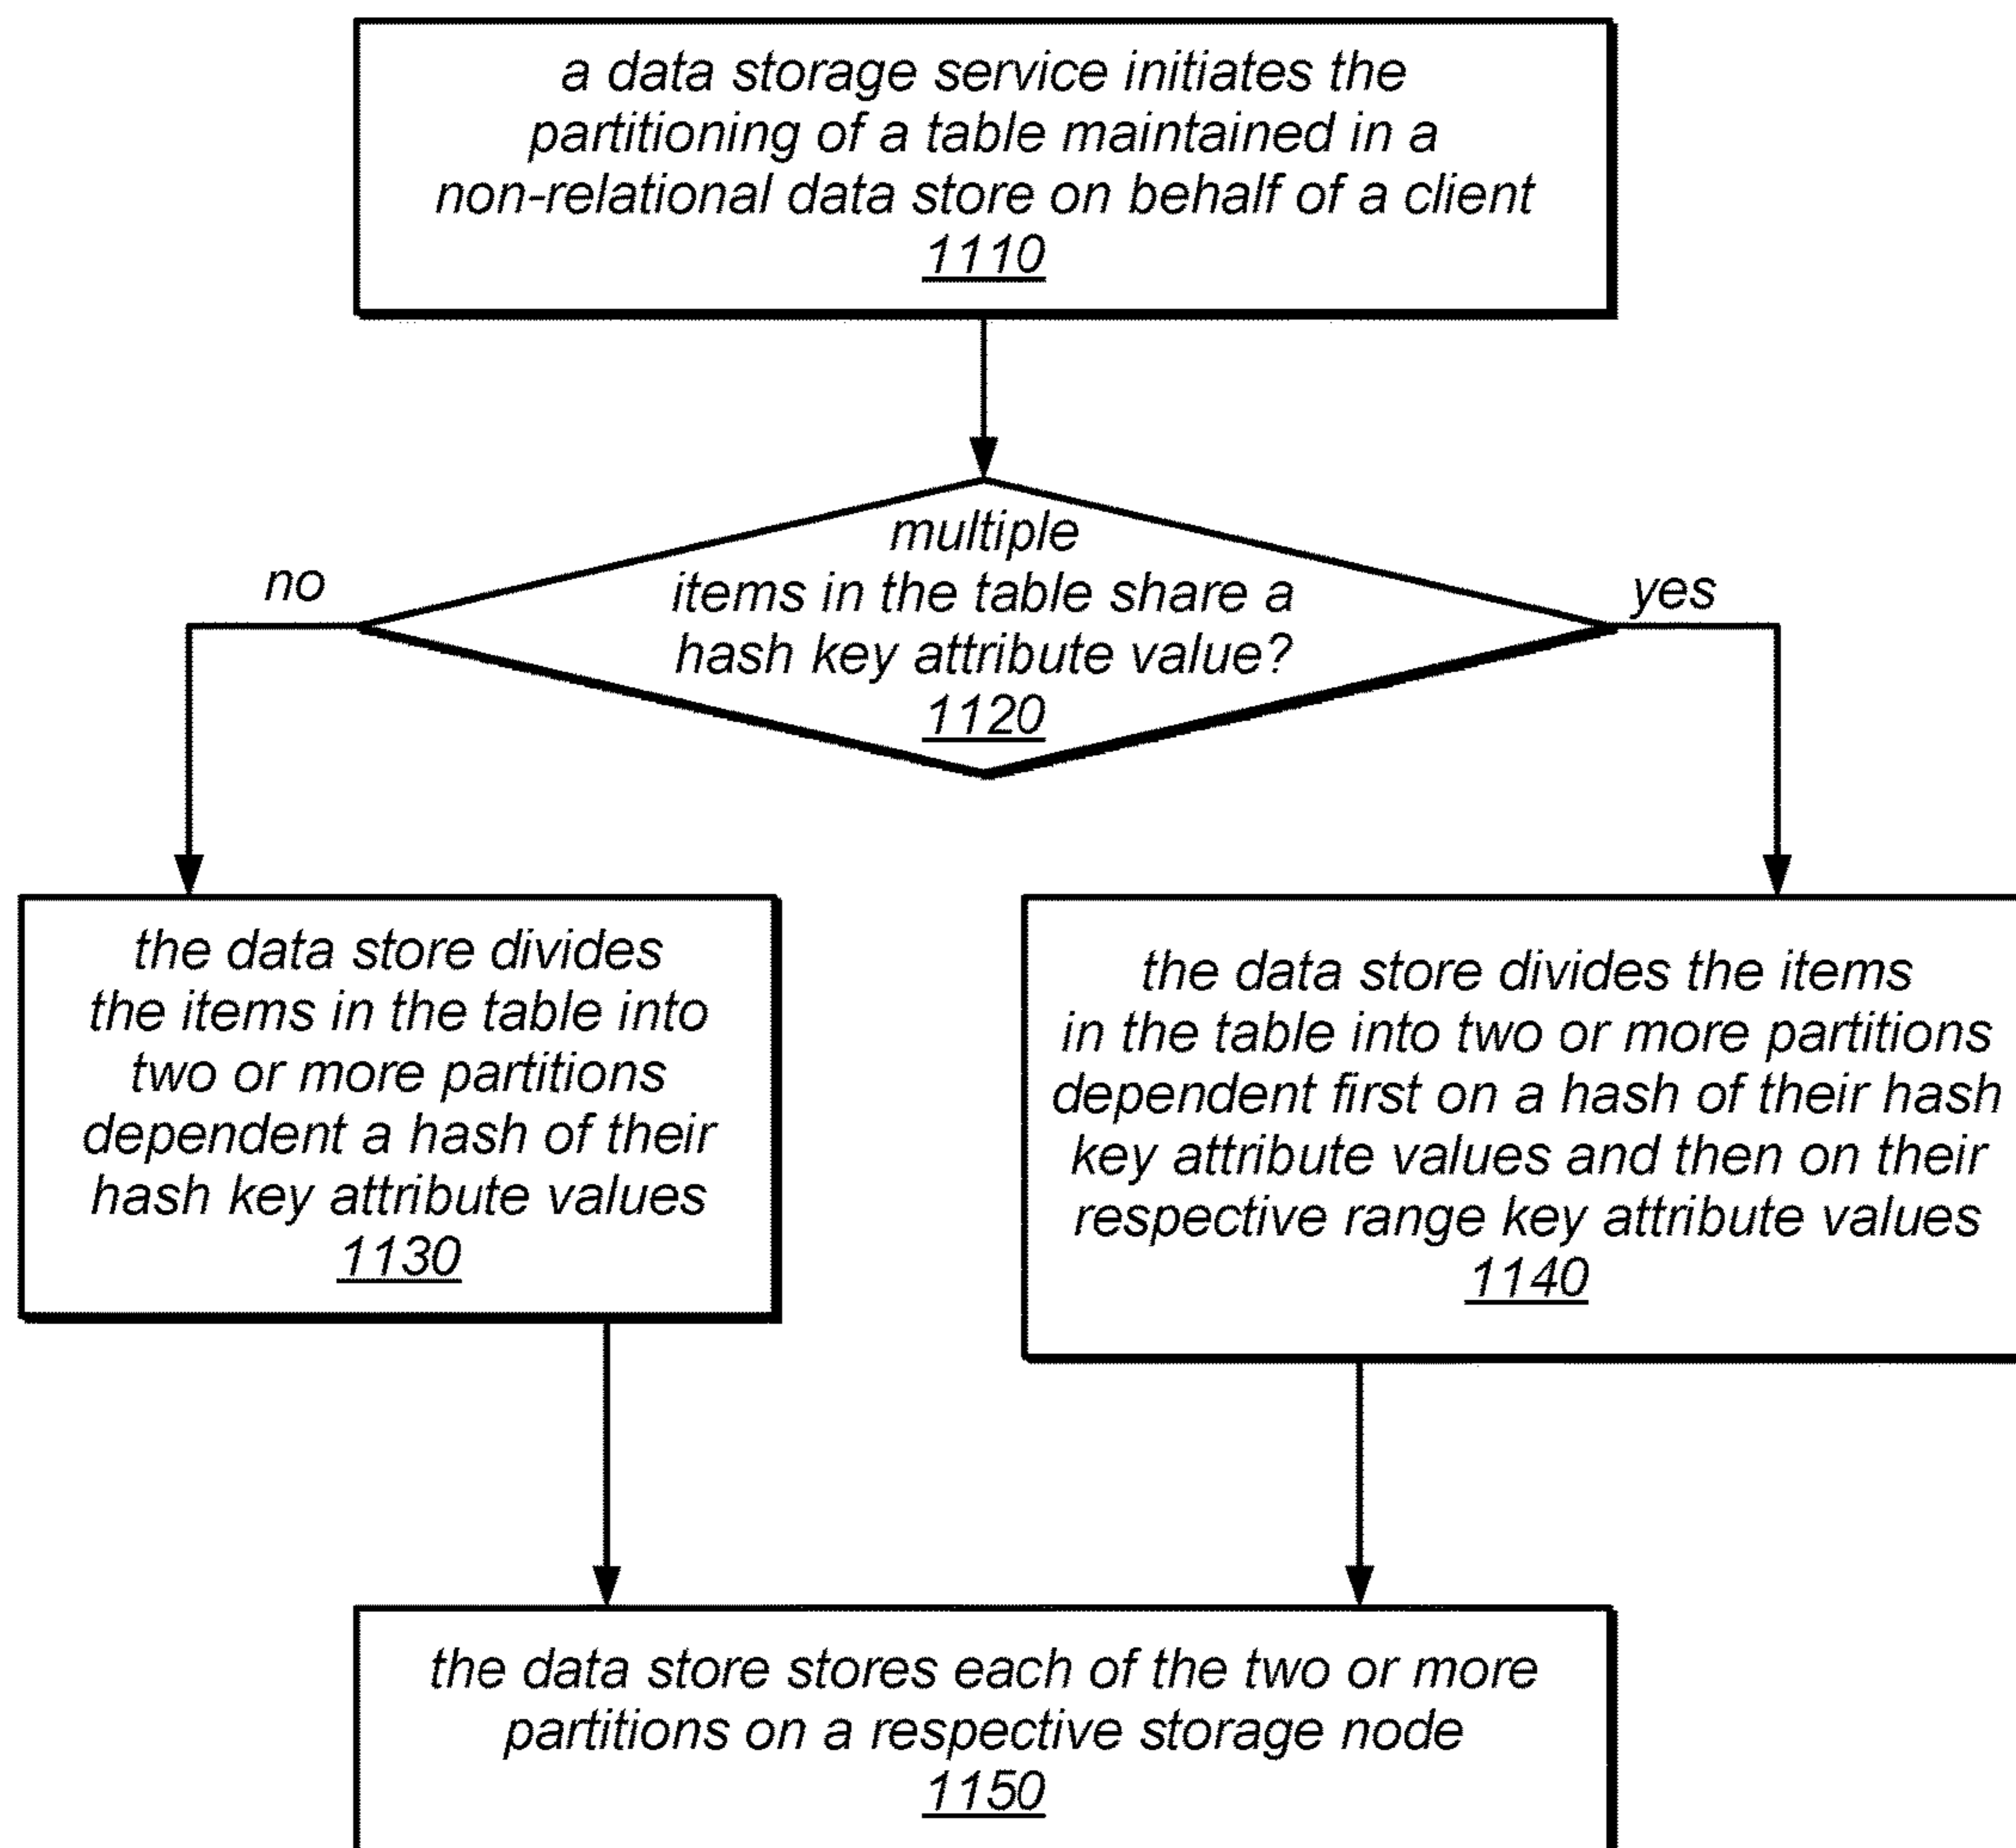 a data storage service initiates the
partitioning of a table maintained in a
non-relational data store on behalf of a client
1110
multiple
items in the table share a
hash key attribute value?
1120
no
yes
the data store divides
the items in the table into
two or more partitions
dependent a hash of their
hash key attribute values
1130
the data store divides the items
in the table into two or more partitions
dependent first on a hash of their hash
key attribute values and then on their
respective range key attribute values
1140
the data store stores each of the two or more
partitions on a respective storage node
1150